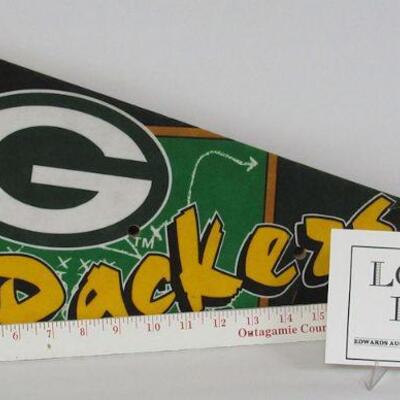 G
TM
Packers
6 7 8 9 10 11 12 13 14 15
Outagamie Coun
LO
EDWARDS AU